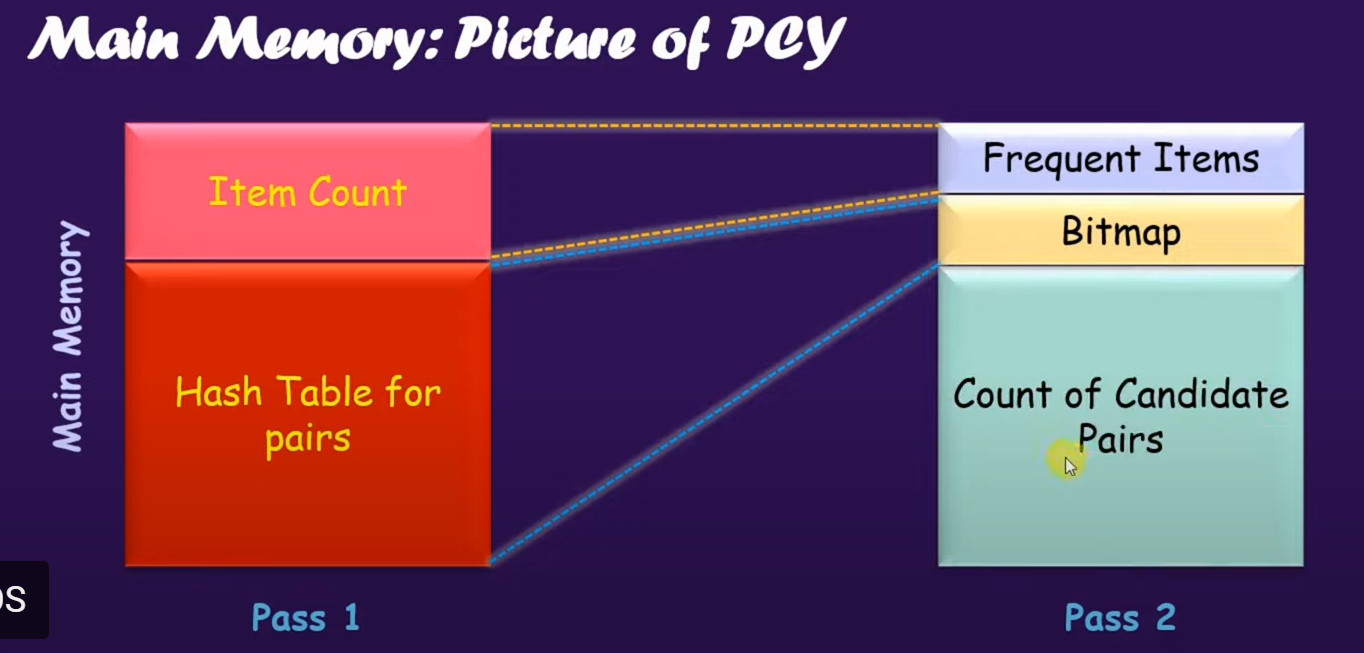 Main Memory: Picture of PCY
Main Memory
Item Count
Hash Table for
pairs
Frequent Items
Bitmap
Count of Candidate
Pairs
Pass 1
Pass 2